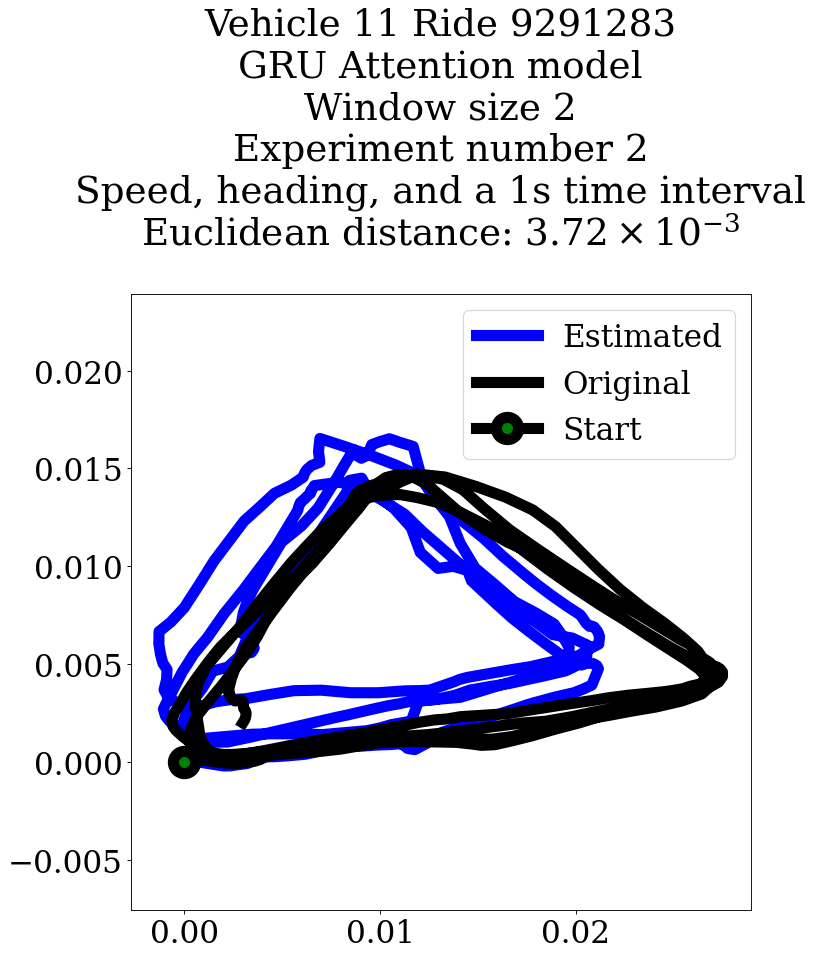 Vehicle 11 Ride 9291283
GRU Attention model
Window size 2
Experiment number 2
Speed, heading, and a 1s time interval
Euclidean distance: 3.72 × 10⁻³
Estimated
Original
Start
0.020
0.015
0.010
0.005
0.000
−0.005
0.00 0.01 0.02